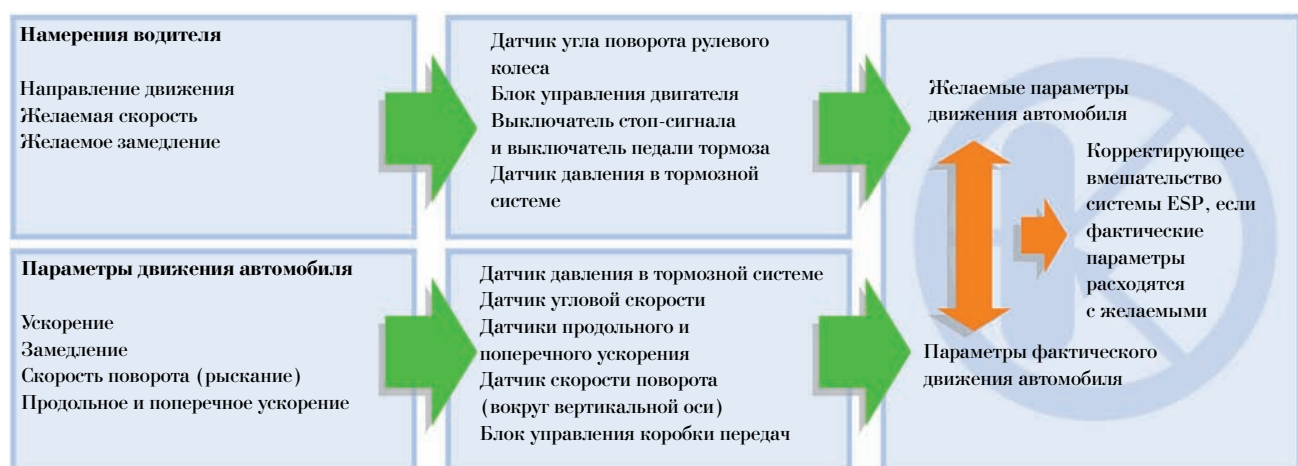 Намерения водителя
Направление движения
Желаемая скорость
Желаемое замедление
Датчик угла поворота рулевого
колеса
Блок управления двигателя
Выключатель стоп-сигнала
и выключатель педали тормоза
Датчик давления в тормозной
системе
Желаемые параметры
движения автомобиля
Корректирующее
вмешательство
системы ESP, если
фактические
параметры
расходятся
с желаемыми
Параметры фактического
движения автомобиля
Параметры движения автомобиля
Ускорение
Замедление
Скорость поворота (рыскание)
Продольное и поперечное ускорение
Датчик давления в тормозной системе
Датчик угловой скорости
Датчики продольного и
поперечного ускорения
Датчик скорости поворота
(вокруг вертикальной оси)
Блок управления коробки передач